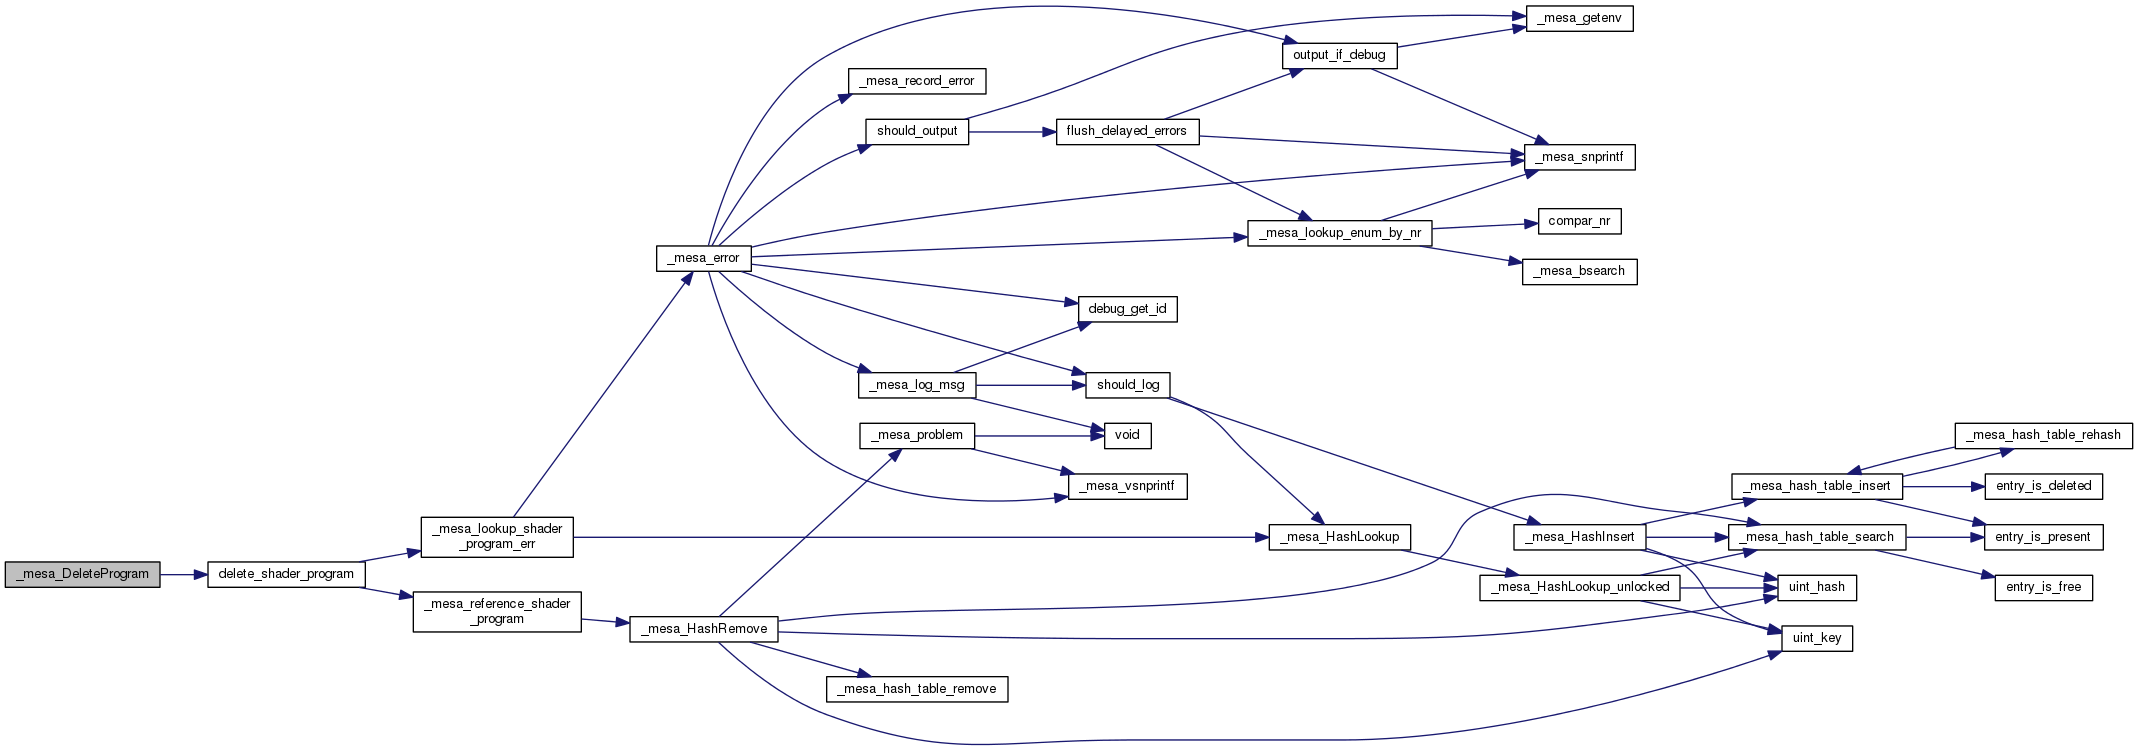 _mesa_DeleteProgram
delete_shader_program
_mesa_lookup_shader
_program_err
_mesa_reference_shader
_program
_mesa_error
_mesa_HashRemove
_mesa_record_error
should_output
_mesa_log_msg
_mesa_problem
_mesa_hash_table_remove
flush_delayed_errors
debug_get_id
should_log
void
_mesa_vsnprintf
output_if_debug
_mesa_lookup_enum_by_nr
_mesa_HashLookup
_mesa_getenv
_mesa_snprintf
compar_nr
_mesa_bsearch
_mesa_HashInsert
_mesa_HashLookup_unlocked
_mesa_hash_table_insert
_mesa_hash_table_search
uint_hash
uint_key
_mesa_hash_table_rehash
entry_is_deleted
entry_is_present
entry_is_free